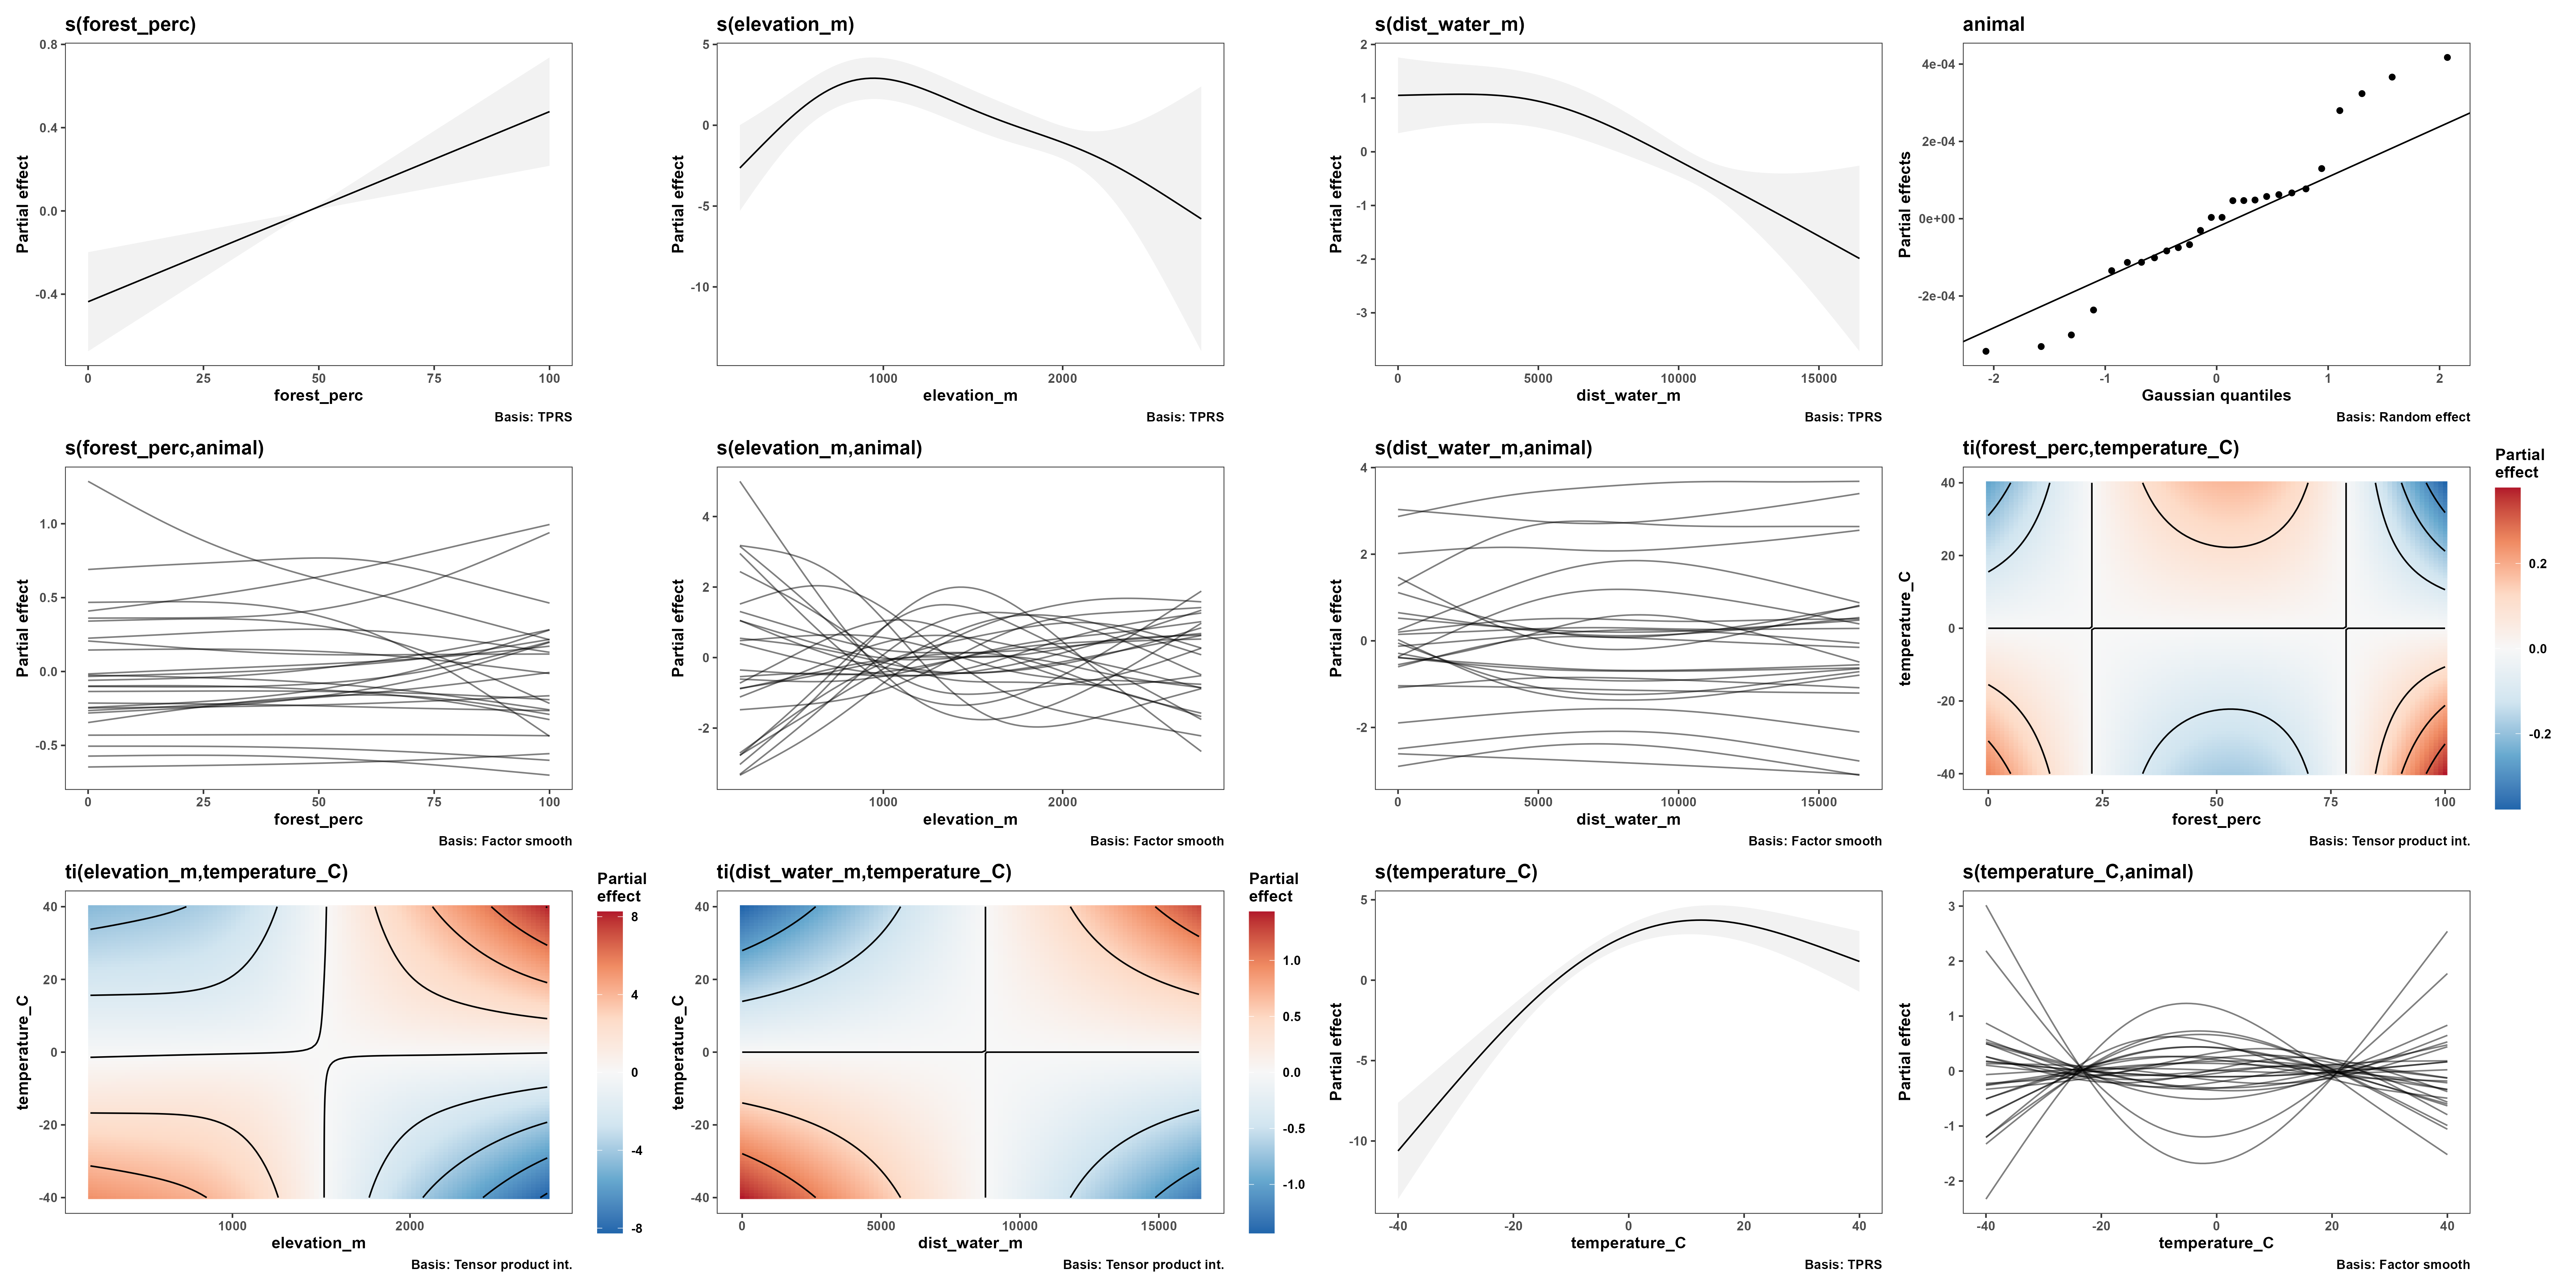 s(forest_perc)
Partial effect
0.8
0.4
0.0
-0.4
0
25
50
75
100
forest_perc
Basis: TPRS
s(elevation_m)
Partial effect
5
0
-5
-10
1000
2000
elevation_m
Basis: TPRS
s(dist_water_m)
Partial effect
2
1
0
-1
-2
-3
0
5000
10000
15000
dist_water_m
Basis: TPRS
animal
Partial effects
4e-04
2e-04
0e+00
-2e-04
-2
-1
0
1
2
Gaussian quantiles
Basis: Random effect
s(forest_perc,animal)
Partial effect
1.0
0.5
0.0
-0.5
0
25
50
75
100
forest_perc
Basis: Factor smooth
s(elevation_m,animal)
Partial effect
4
2
0
-2
1000
2000
elevation_m
Basis: Factor smooth
s(dist_water_m,animal)
Partial effect
4
2
0
-2
0
5000
10000
15000
dist_water_m
Basis: Factor smooth
ti(forest_perc,temperature_C)
temperature_C
40
20
0
-20
-40
0
25
50
75
100
forest_perc
Basis: Tensor product int.
Partial
effect
0.2
0.0
-0.2
ti(elevation_m,temperature_C)
temperature_C
40
20
0
-20
-40
1000
2000
elevation_m
Basis: Tensor product int.
Partial
effect
8
4
0
-4
-8
ti(dist_water_m,temperature_C)
temperature_C
40
20
0
-20
-40
0
5000
10000
15000
dist_water_m
Basis: Tensor product int.
Partial
effect
1.0
0.5
0.0
-0.5
-1.0
s(temperature_C)
Partial effect
5
0
-5
-10
-40
-20
0
20
40
temperature_C
Basis: TPRS
s(temperature_C,animal)
Partial effect
3
2
1
0
-1
-2
-40
-20
0
20
40
temperature_C
Basis: Factor smooth